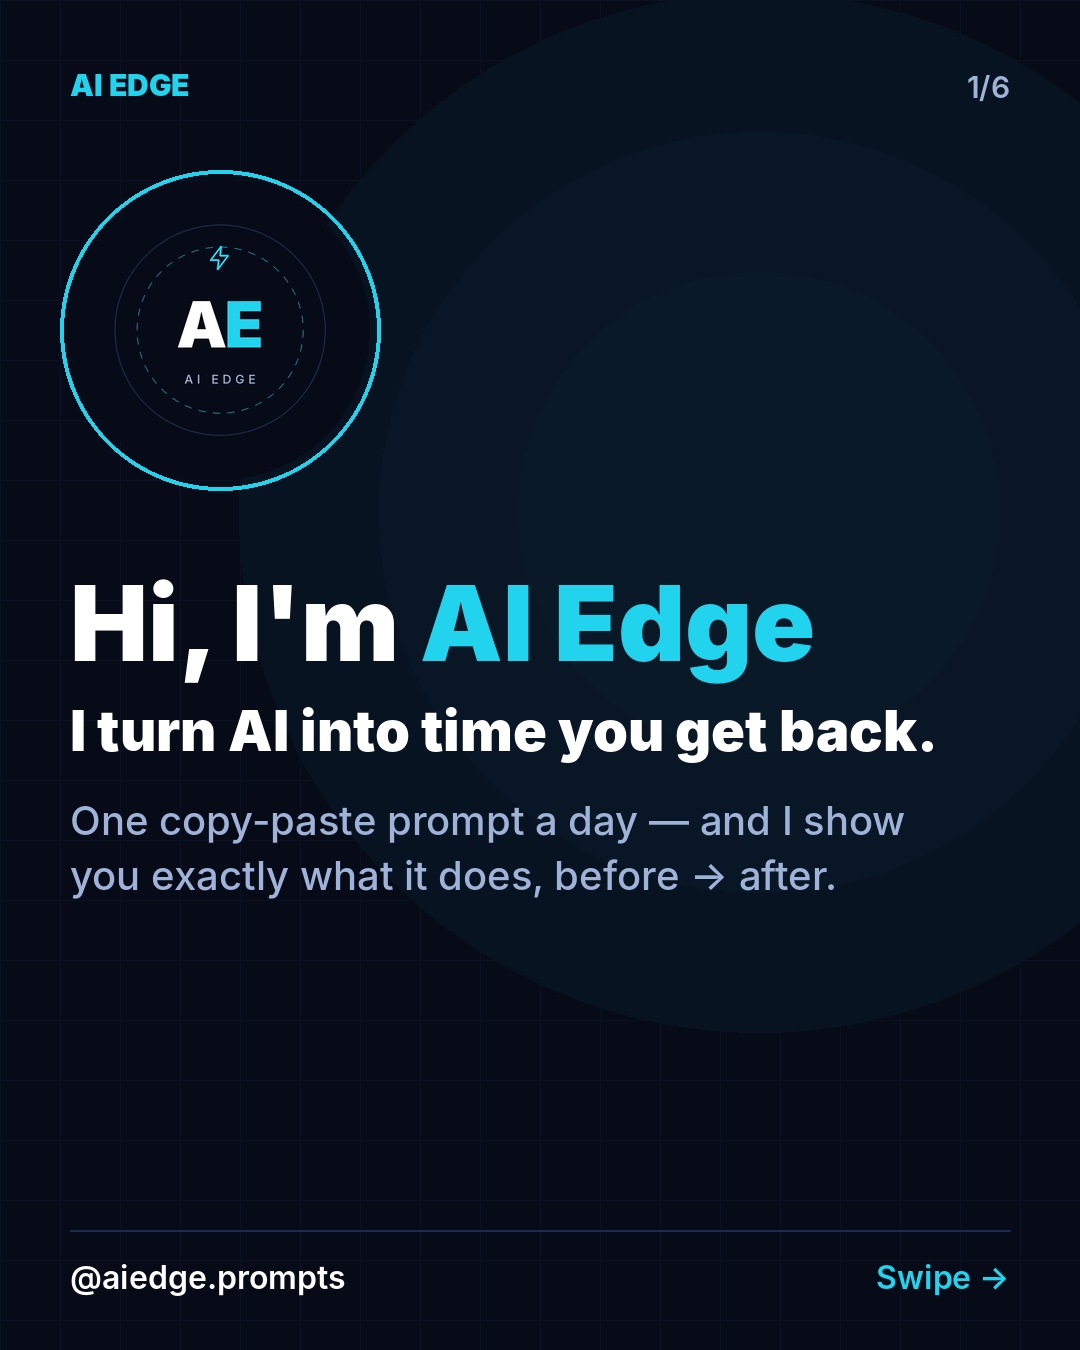 AI EDGE
1/6
AE
AI EDGE
Hi, I'm AI Edge
I turn AI into time you get back.
One copy-paste prompt a day — and I show
you exactly what it does, before → after.
@aiedge.prompts
Swipe →